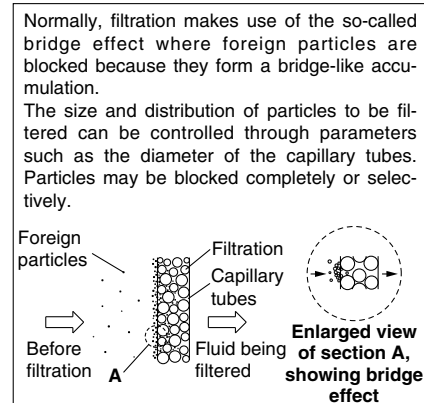 Normally, filtration makes use of the so-called
bridge effect where foreign particles are
blocked because they form a bridge-like accu-
mulation.
The size and distribution of particles to be fil-
tered can be controlled through parameters
such as the diameter of the capillary tubes.
Particles may be blocked completely or selec-
tively.
Foreign
particles
Filtration
Capillary
tubes
Before
filtration
A
Fluid being
filtered
Enlarged view
of section A,
showing bridge
effect